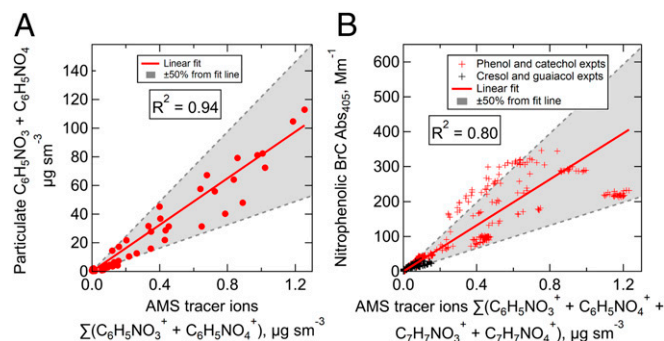 A
Particulate C6H5NO3 + C6H5NO4
µg sm-3
140
120
100
80
60
40
20
0
Linear fit
±50% from fit line
R2 = 0.94
0.0 0.4 0.8 1.2
AMS tracer ions
∑(C6H5NO3+ + C6H5NO4+), µg sm-3
B
Nitrophenolic BrC Abs405, Mm-1
600
500
400
300
200
100
0
Phenol and catechol expts
Cresol and guaiacol expts
Linear fit
±50% from fit line
R2 = 0.80
0.0 0.4 0.8 1.2
AMS tracer ions ∑(C6H5NO3+ + C6H5NO4+ +
C7H7NO3+ + C7H7NO4+), µg sm-3